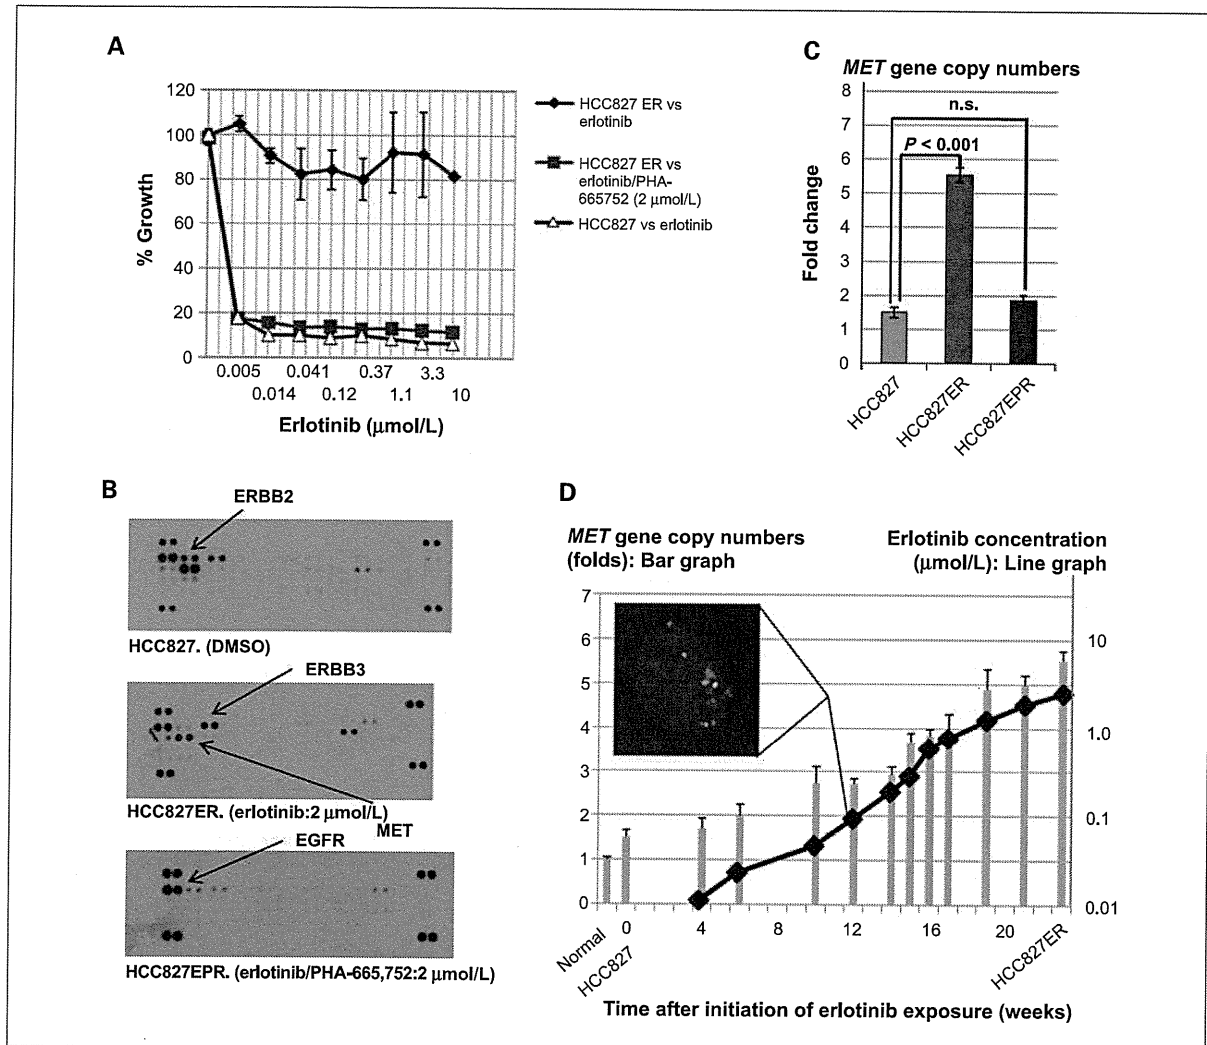 A
120
100
80
60
40
20
0
% Growth
0.005
0.014
0.041
0.12
0.37
1.1
3.3
10
Erlotinib (μmol/L)
HCC827 ER vs
erlotinib
HCC827 ER vs
erlotinib/PHA-
665752 (2 μmol/L)
HCC827 vs erlotinib
C
MET gene copy numbers
8
7
6
5
4
3
2
1
0
Fold change
n.s.
P < 0.001
HCC827
HCC827ER
HCC827EPR
B
ERBB2
HCC827. (DMSO)
ERBB3
HCC827ER. (erlotinib:2 μmol/L)
MET
EGFR
HCC827EPR. (erlotinib/PHA-665,752:2 μmol/L)
D
MET gene copy numbers
(folds): Bar graph
Erlotinib concentration
(μmol/L): Line graph
7
6
5
4
3
2
1
0
10
1.0
0.1
0.01
Normal
0
HCC827
4
8
12
16
20
HCC827ER
Time after initiation of erlotinib exposure (weeks)